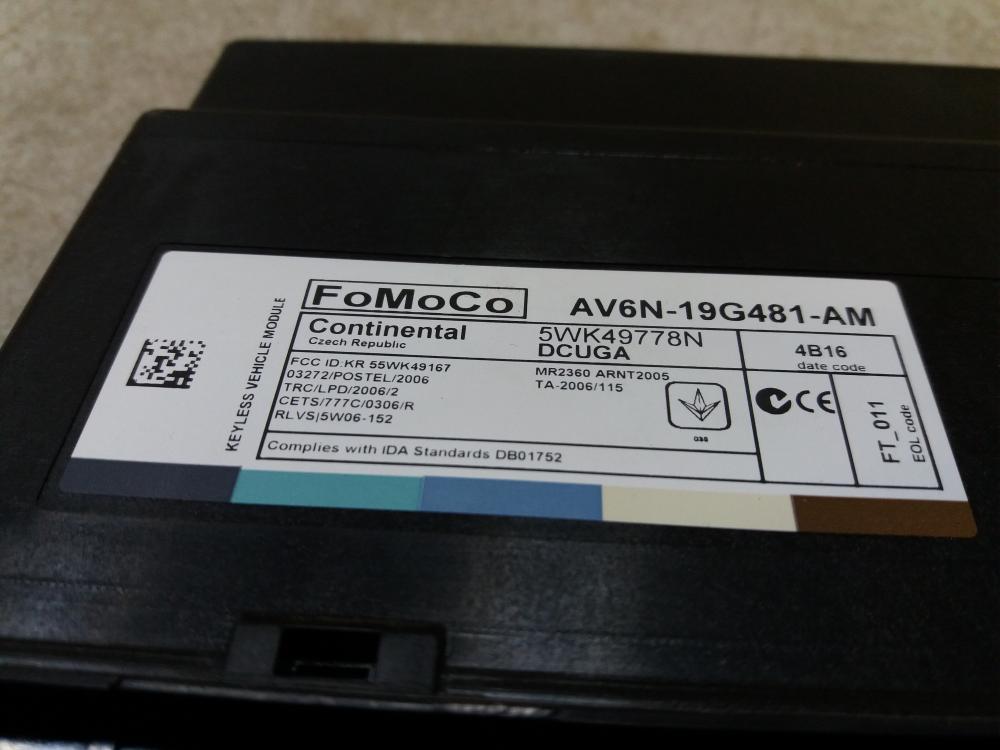 KEYLESS VEHICLE MODULE
FoMoCo
AV6N-19G481-AM
Continental
Czech Republic
5WK49778N
DCUGA
4B16
date code
FCC ID:KR 55WK49167
03272/POSTEL/2006
TRC/LPD/2006/2
CETS/777C/0306/R
RLVS|5W06-152
MR2360 ARNT2005
TA-2006/115
CE
FT_011
EOL code
Complies with IDA Standards DB01752